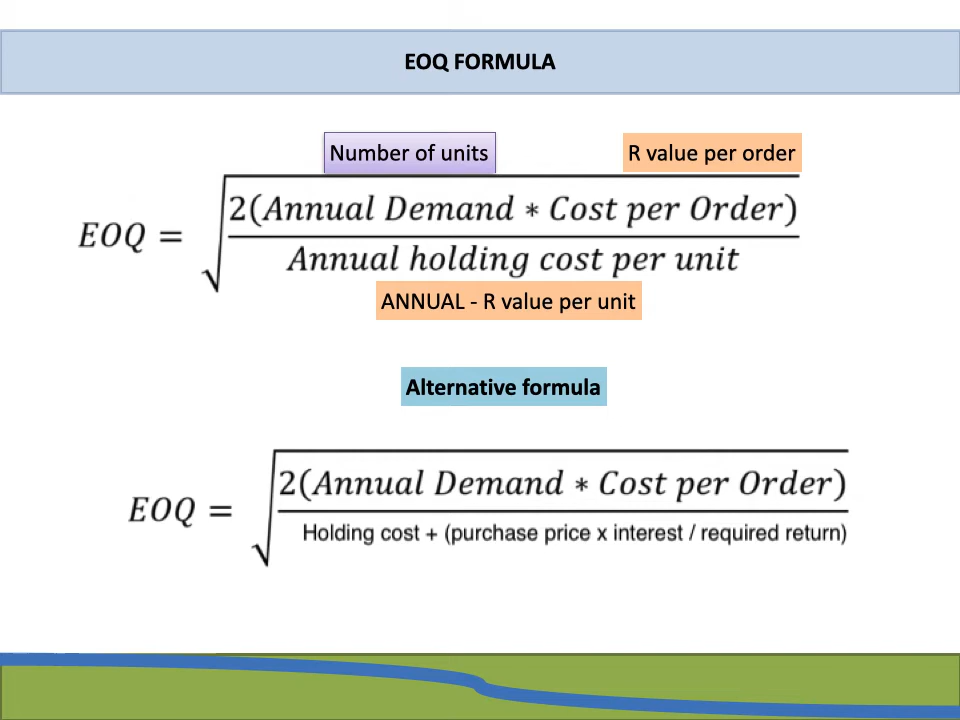 EOQ FORMULA
Number of units
R value per order
EOQ = √ 2(Annual Demand * Cost per Order)
Annual holding cost per unit
ANNUAL - R value per unit
Alternative formula
EOQ = √ 2(Annual Demand * Cost per Order)
Holding cost + (purchase price x interest / required return)